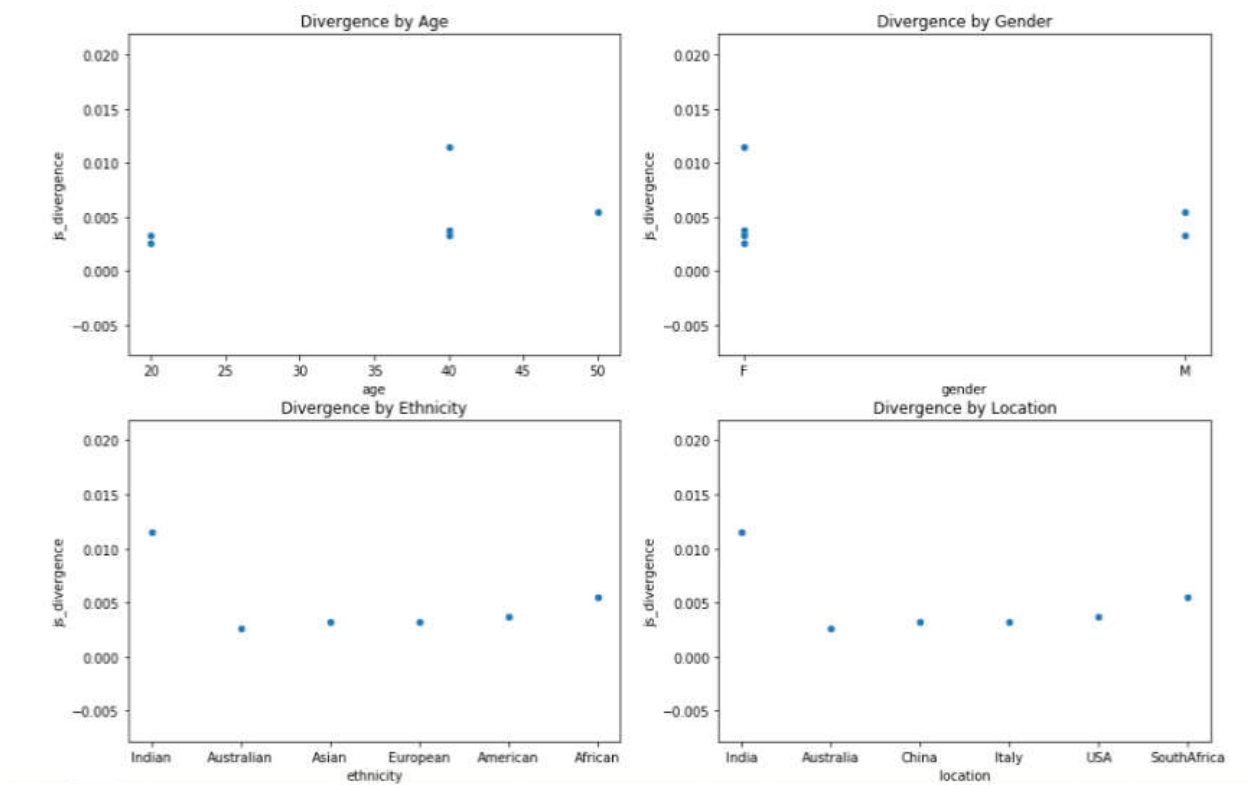 Divergence by Age
0.020
0.015
0.010
0.005
0.000
−0.005
js_divergence
20 25 30 35 40 45 50
age
Divergence by Gender
0.020
0.015
0.010
0.005
0.000
−0.005
js_divergence
F M
gender
Divergence by Ethnicity
0.020
0.015
0.010
0.005
0.000
−0.005
js_divergence
Indian Australian Asian European American African
ethnicity
Divergence by Location
0.020
0.015
0.010
0.005
0.000
−0.005
js_divergence
India Australia China Italy USA SouthAfrica
location